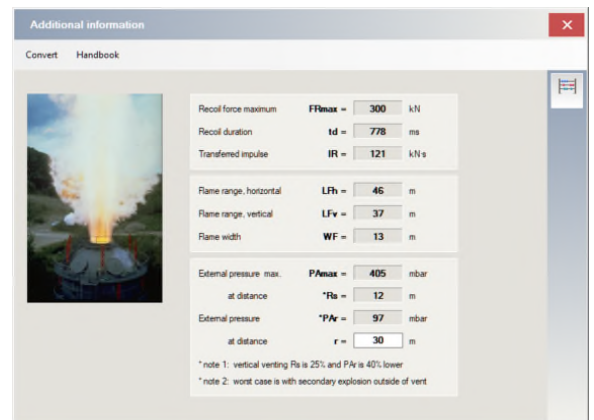 Additional information
Convert Handbook
Recoil force maximum FRmax = 300 kN
Recoil duration td = 778 ms
Transferred impulse IR = 121 kN·s
Flame range, horizontal LFh = 46 m
Flame range, vertical LFv = 37 m
Flame width WF = 13 m
External pressure max. PAmax = 405 mbar
at distance *Rs = 12 m
External pressure *PAr = 97 mbar
at distance r = 30 m
* note 1: vertical venting Rs is 25% and PAr is 40% lower
* note 2: worst case is with secondary explosion outside of vent